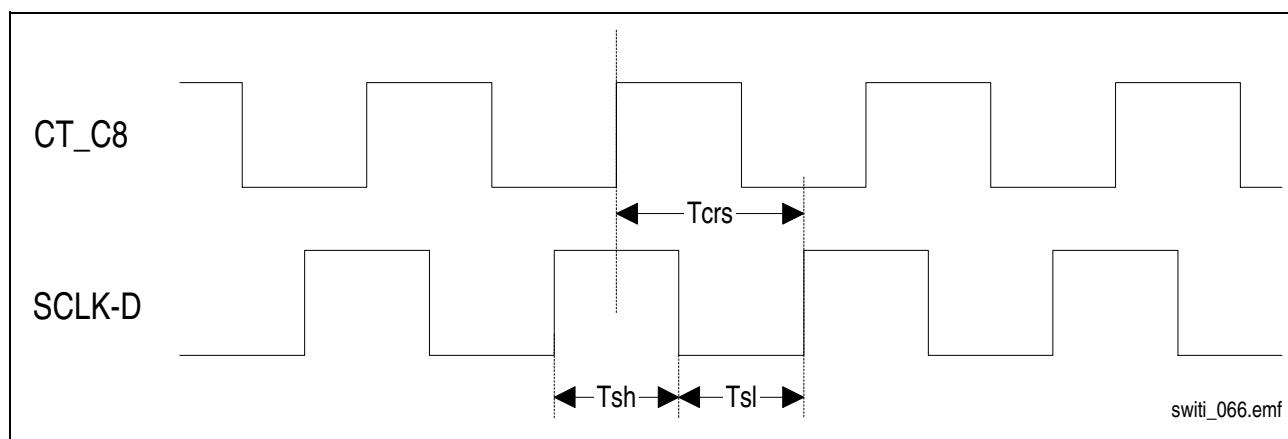 CT_C8
Tcrs
SCLK-D
Tsh
Tsl
switi_066.emf